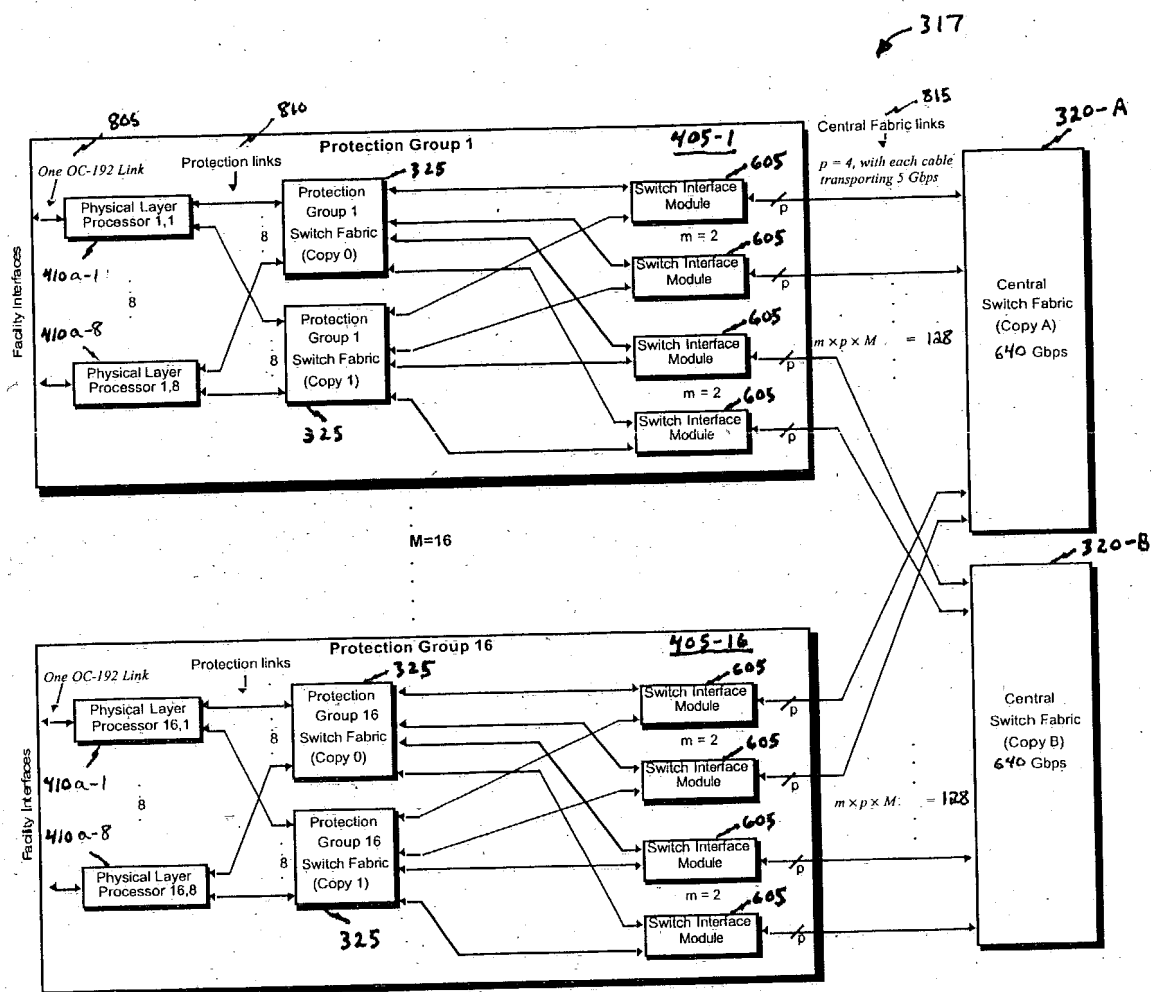 317
805
810
815
320-A
Protection Group 1
405-1
Central Fabric links
One OC-192 Link
Protection links
325
605
p = 4, with each cable
transporting 5 Gbps
Physical Layer
Processor 1,1
Protection
Group 1
Switch Fabric
(Copy 0)
Switch Interface
Module
p
m = 2
605
410a-1
8
8
Switch Interface
Module
p
Facility Interfaces
410a-8
Protection
Group 1
Switch Fabric
(Copy 1)
8
605
Switch Interface
Module
p
m × p × M = 128
Central
Switch Fabric
(Copy A)
640 Gbps
Physical Layer
Processor 1,8
325
m = 2
605
Switch Interface
Module
p
M=16
320-B
Protection Group 16
405-16
One OC-192 Link
Protection links
325
605
Physical Layer
Processor 16,1
Protection
Group 16
Switch Fabric
(Copy 0)
Switch Interface
Module
p
m = 2
605
410a-1
8
8
Switch Interface
Module
p
Central
Switch Fabric
(Copy B)
640 Gbps
Facility Interfaces
410a-8
Protection
Group 16
Switch Fabric
(Copy 1)
8
605
Switch Interface
Module
p
m × p × M: = 128
Physical Layer
Processor 16,8
325
m = 2
605
Switch Interface
Module
p